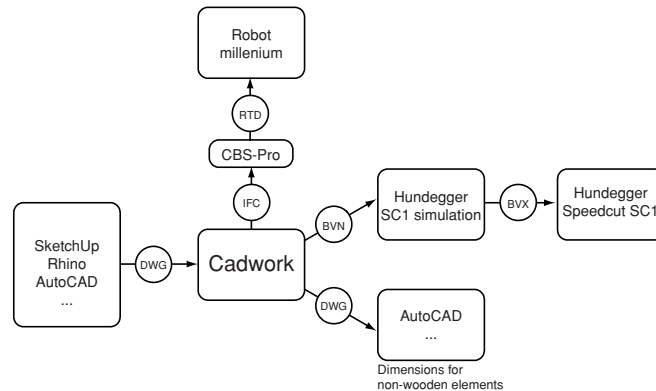 Robot
millenium
RTD
CBS-Pro
IFC
SketchUp
Rhino
AutoCAD
...
DWG
Cadwork
BVN
Hundegger
SC1 simulation
BVX
Hundegger
Speedcut SC1
DWG
AutoCAD
...
Dimensions for
non-wooden elements